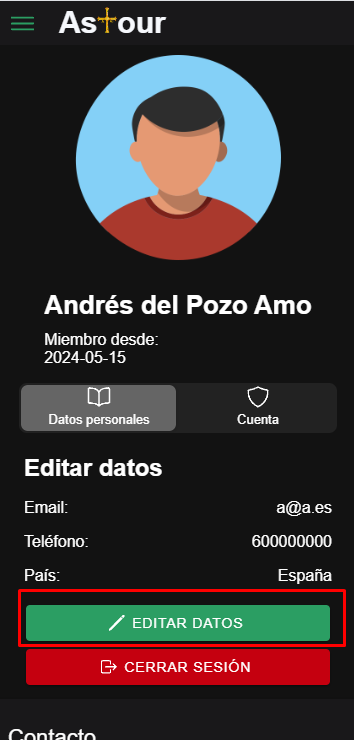 Astour
Andrés del Pozo Amo
Miembro desde:
2024-05-15
Datos personales
Cuenta
Editar datos
Email: a@a.es
Teléfono: 600000000
País: España
EDITAR DATOS
CERRAR SESIÓN
Contacto